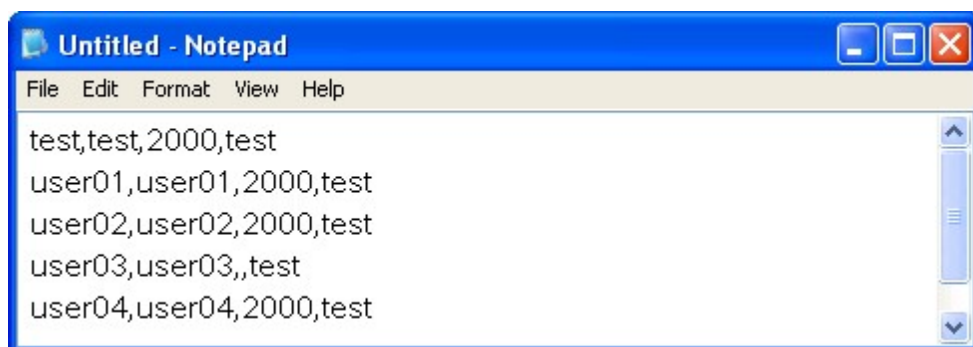 Untitled - Notepad
File Edit Format View Help
test,test,2000,test
user01,user01,2000,test
user02,user02,2000,test
user03,user03,,test
user04,user04,2000,test